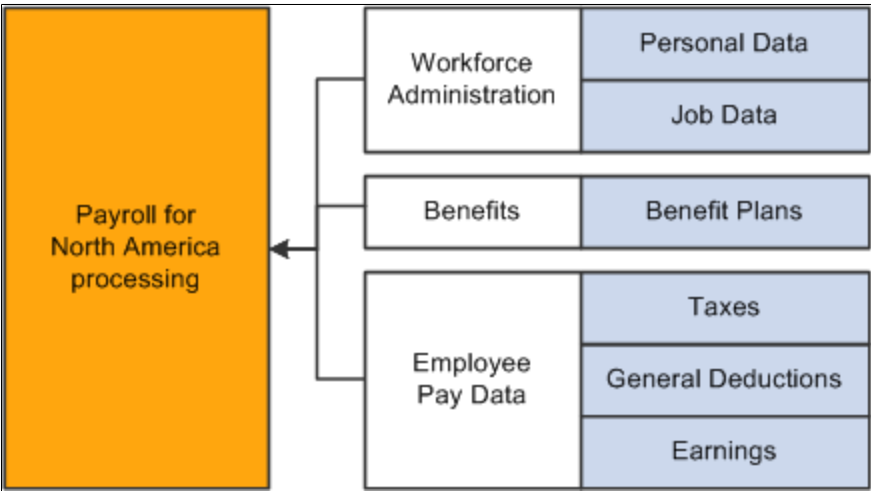 Payroll for
North America
processing
Workforce
Administration
Personal Data
Job Data
Benefits
Benefit Plans
Employee
Pay Data
Taxes
General Deductions
Earnings